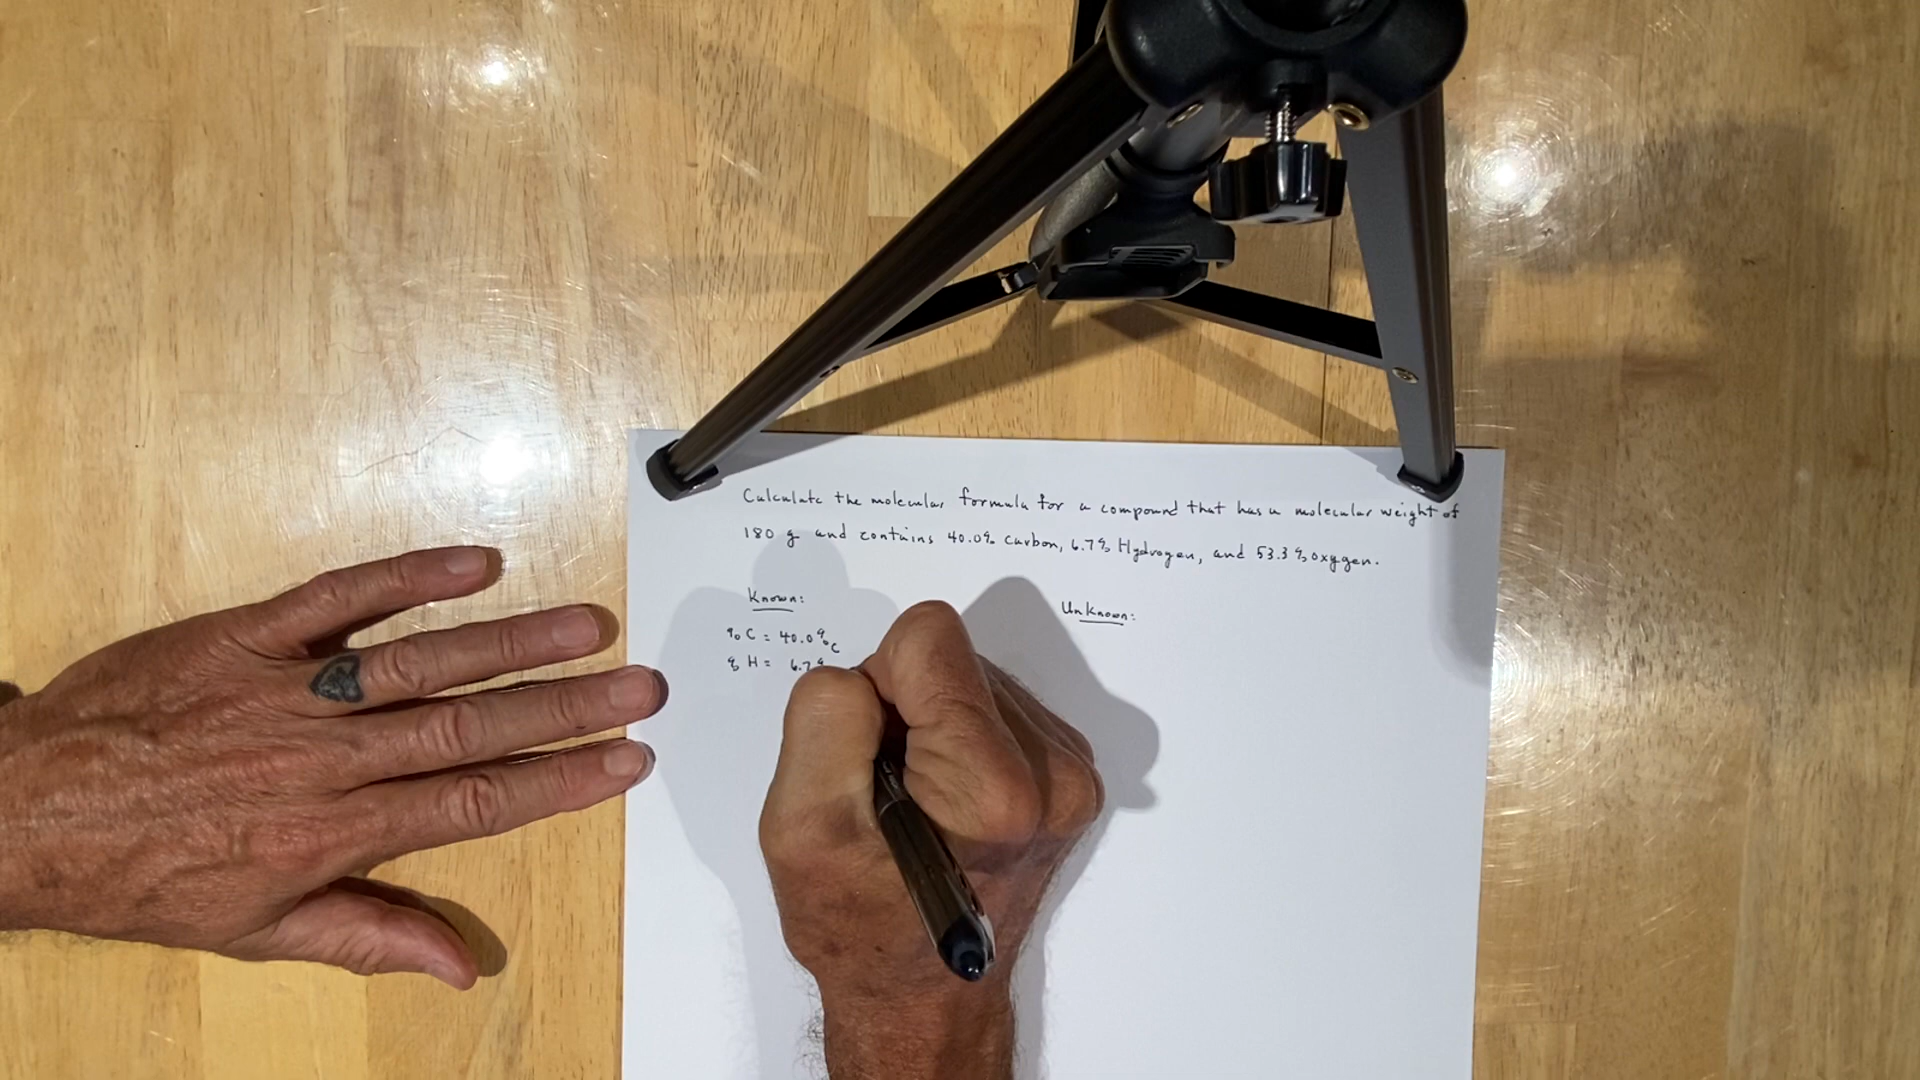 Calculate the molecular formula for a compound that has a molecular weight of
180 g and contains 40.0% carbon, 6.7% Hydrogen, and 53.3% oxygen.
Known:
Unknown:
% C = 40.0% C
% H = 6.7%